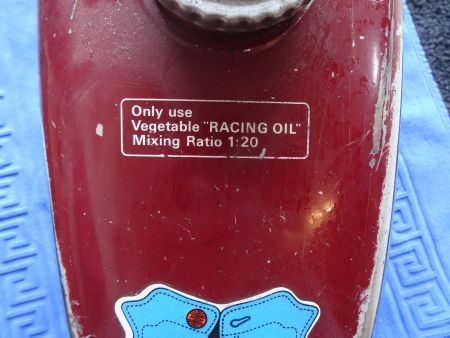 Only use
Vegetable "RACING OIL"
Mixing Ratio 1:20